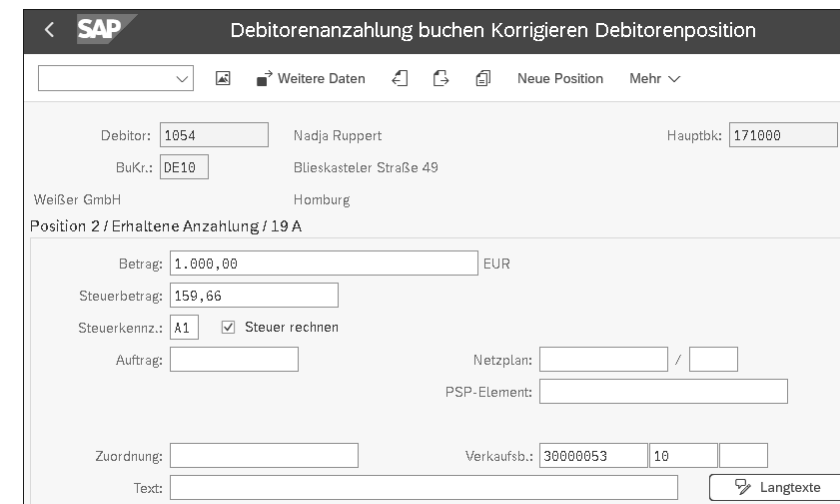 SAP Debitorenanzahlung buchen Korrigieren Debitorenposition
Weitere Daten Neue Position Mehr
Debitor: 1054 Nadja Ruppert Hauptbk: 171000
BuKr.: DE10 Blieskasteler Straße 49
Weißer GmbH Homburg
Position 2 / Erhaltene Anzahlung / 19 A
Betrag: 1.000,00 EUR
Steuerbetrag: 159,66
Steuerkennz.: A1 Steuer rechnen
Auftrag: Netzplan: /
PSP-Element:
Zuordnung: Verkaufsb.: 30000053 10
Text: Langtexte